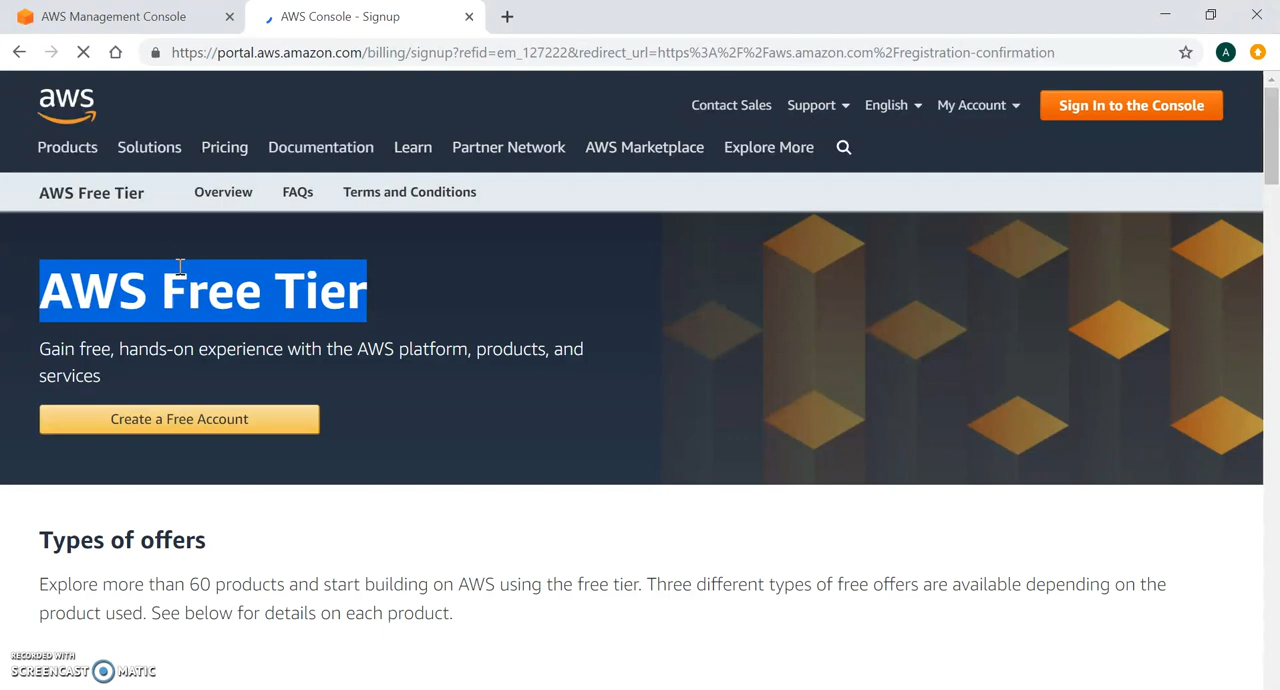 AWS Management Console
AWS Console - Signup
https://portal.aws.amazon.com/billing/signup?refid=em_127222&redirect_url=https%3A%2F%2Faws.amazon.com%2Fregistration-confirmation
A
aws
Contact Sales Support English My Account Sign In to the Console
Products Solutions Pricing Documentation Learn Partner Network AWS Marketplace Explore More
AWS Free Tier Overview FAQs Terms and Conditions
AWS Free Tier
Gain free, hands-on experience with the AWS platform, products, and
services
Create a Free Account
Types of offers
Explore more than 60 products and start building on AWS using the free tier. Three different types of free offers are available depending on the
product used. See below for details on each product.
RECORDED WITH
SCREENCAST MATIC